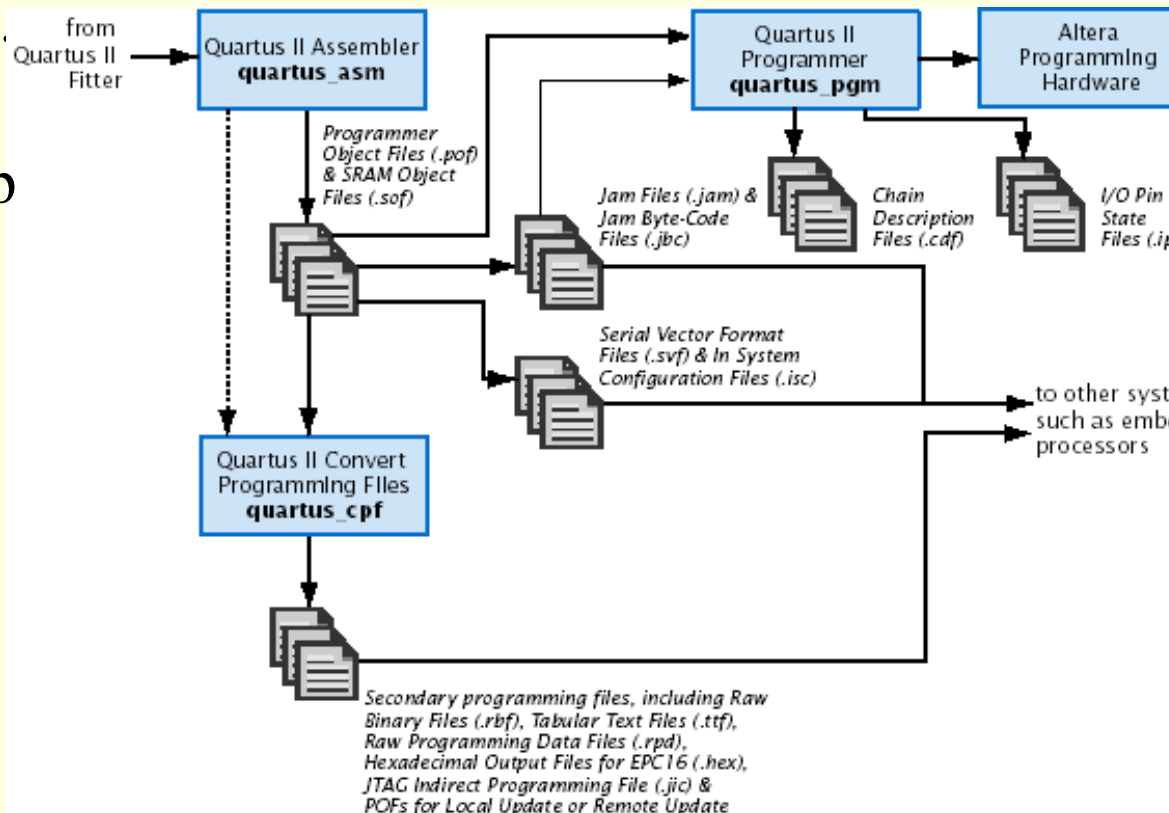 from
Quartus II
Fitter
Quartus II Assembler
quartus_asm
Quartus II
Programmer
quartus_pgm
Altera
Programming
Hardware
Programmer
Object Files (.pof)
& SRAM Object
Files (.sof)
Jam Files (.jam) &
Jam Byte-Code
Files (.jbc)
Chain
Description
Files (.cdf)
I/O Pin
State
Files (.ip
Serial Vector Format
Files (.svf) & In System
Configuration Files (.isc)
to other syst
such as embe
processors
Quartus II Convert
Programming Files
quartus_cpf
Secondary programming files, including Raw
Binary Files (.rbf), Tabular Text Files (.ttf),
Raw Programming Data Files (.rpd),
Hexadecimal Output Files for EPC16 (.hex),
JTAG Indirect Programming File (.jic) &
POFs for Local Update or Remote Update